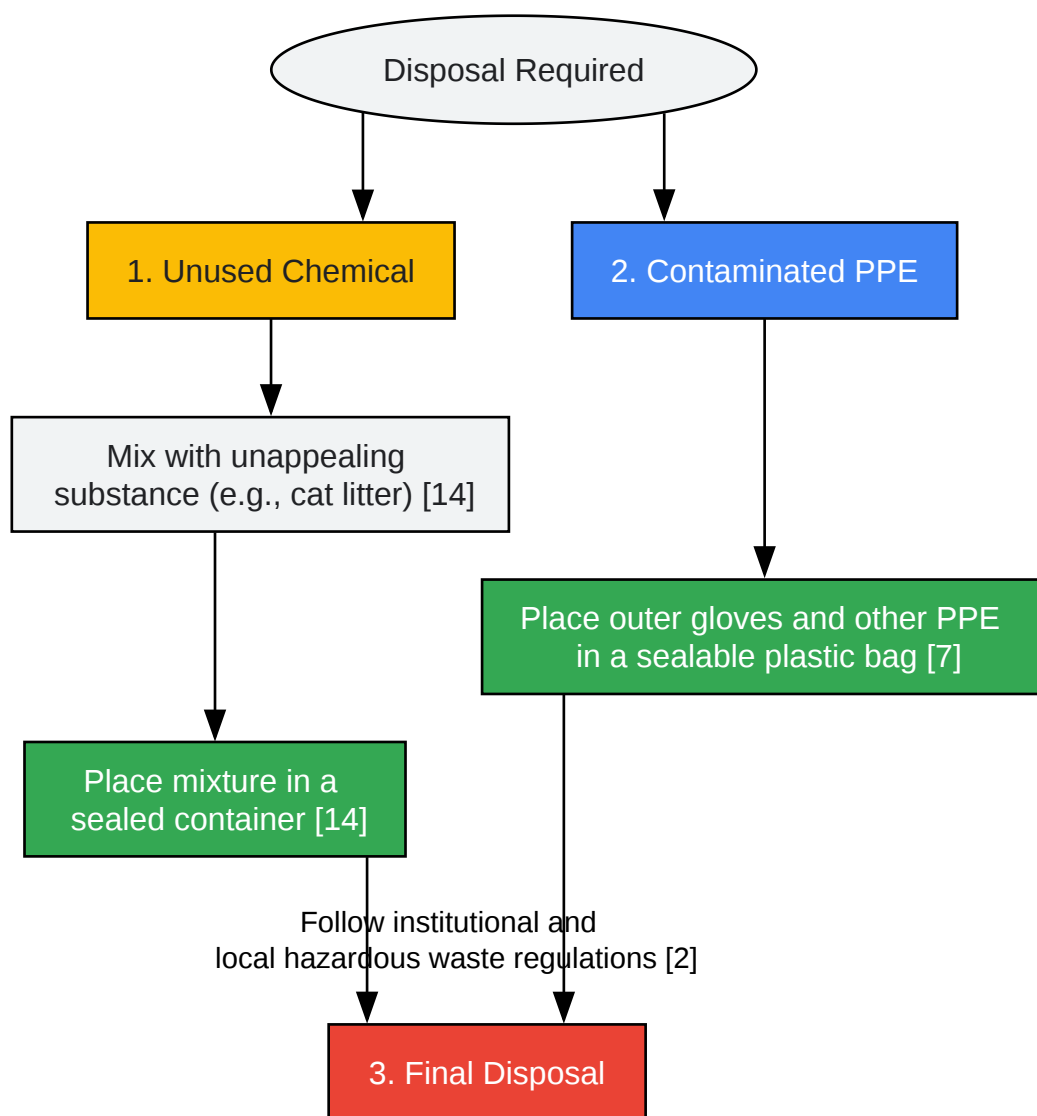 Disposal Required
1. Unused Chemical
2. Contaminated PPE
Mix with unappealing
substance (e.g., cat litter) [14]
Place outer gloves and other PPE
in a sealable plastic bag [7]
Place mixture in a
sealed container [14]
Follow institutional and
local hazardous waste regulations [2]
3. Final Disposal